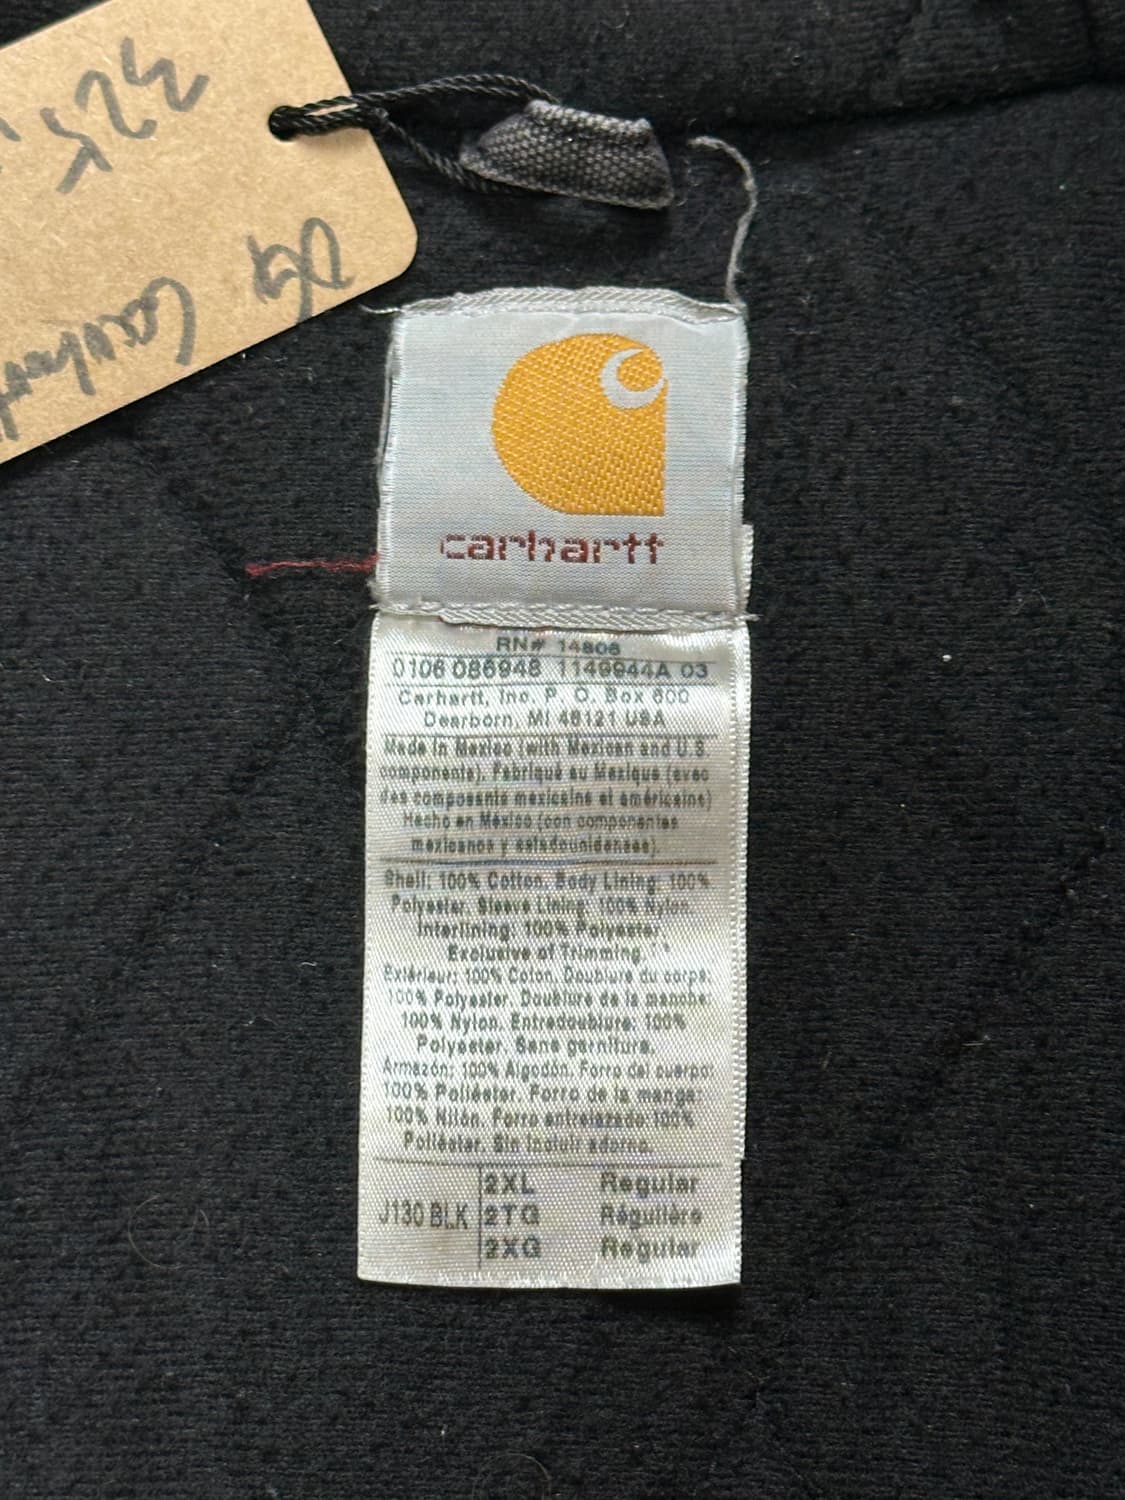 325
Og Carhartt
carhartt
RN# 14806
0106 086948 1149944A 03
Carhartt, Inc. P. O. Box 600
Dearborn, MI 48121 USA
Made in Mexico (with Mexican and U.S.
components). Fabriqué au Mexique (avec
des composants mexicains et américains)
Hecho en México (con componentes
mexicanos y estadounidenses).
Shell: 100% Cotton. Body Lining: 100%
Polyester. Sleeve Lining: 100% Nylon.
Interlining: 100% Polyester.
Exclusive of Trimming.
Extérieur: 100% Coton. Doublure du corps:
100% Polyester. Doublure de la manche:
100% Nylon. Entredoublure: 100%
Polyester. Sans garniture.
Armazón: 100% Algodón. Forro del cuerpo:
100% Poliéster. Forro de la manga:
100% Nilón. Forro entrelazado 100%
Poliéster. Sin incluir adorno.
J130 BLK
2XL Regular
2TG Régulière
2XG Regular